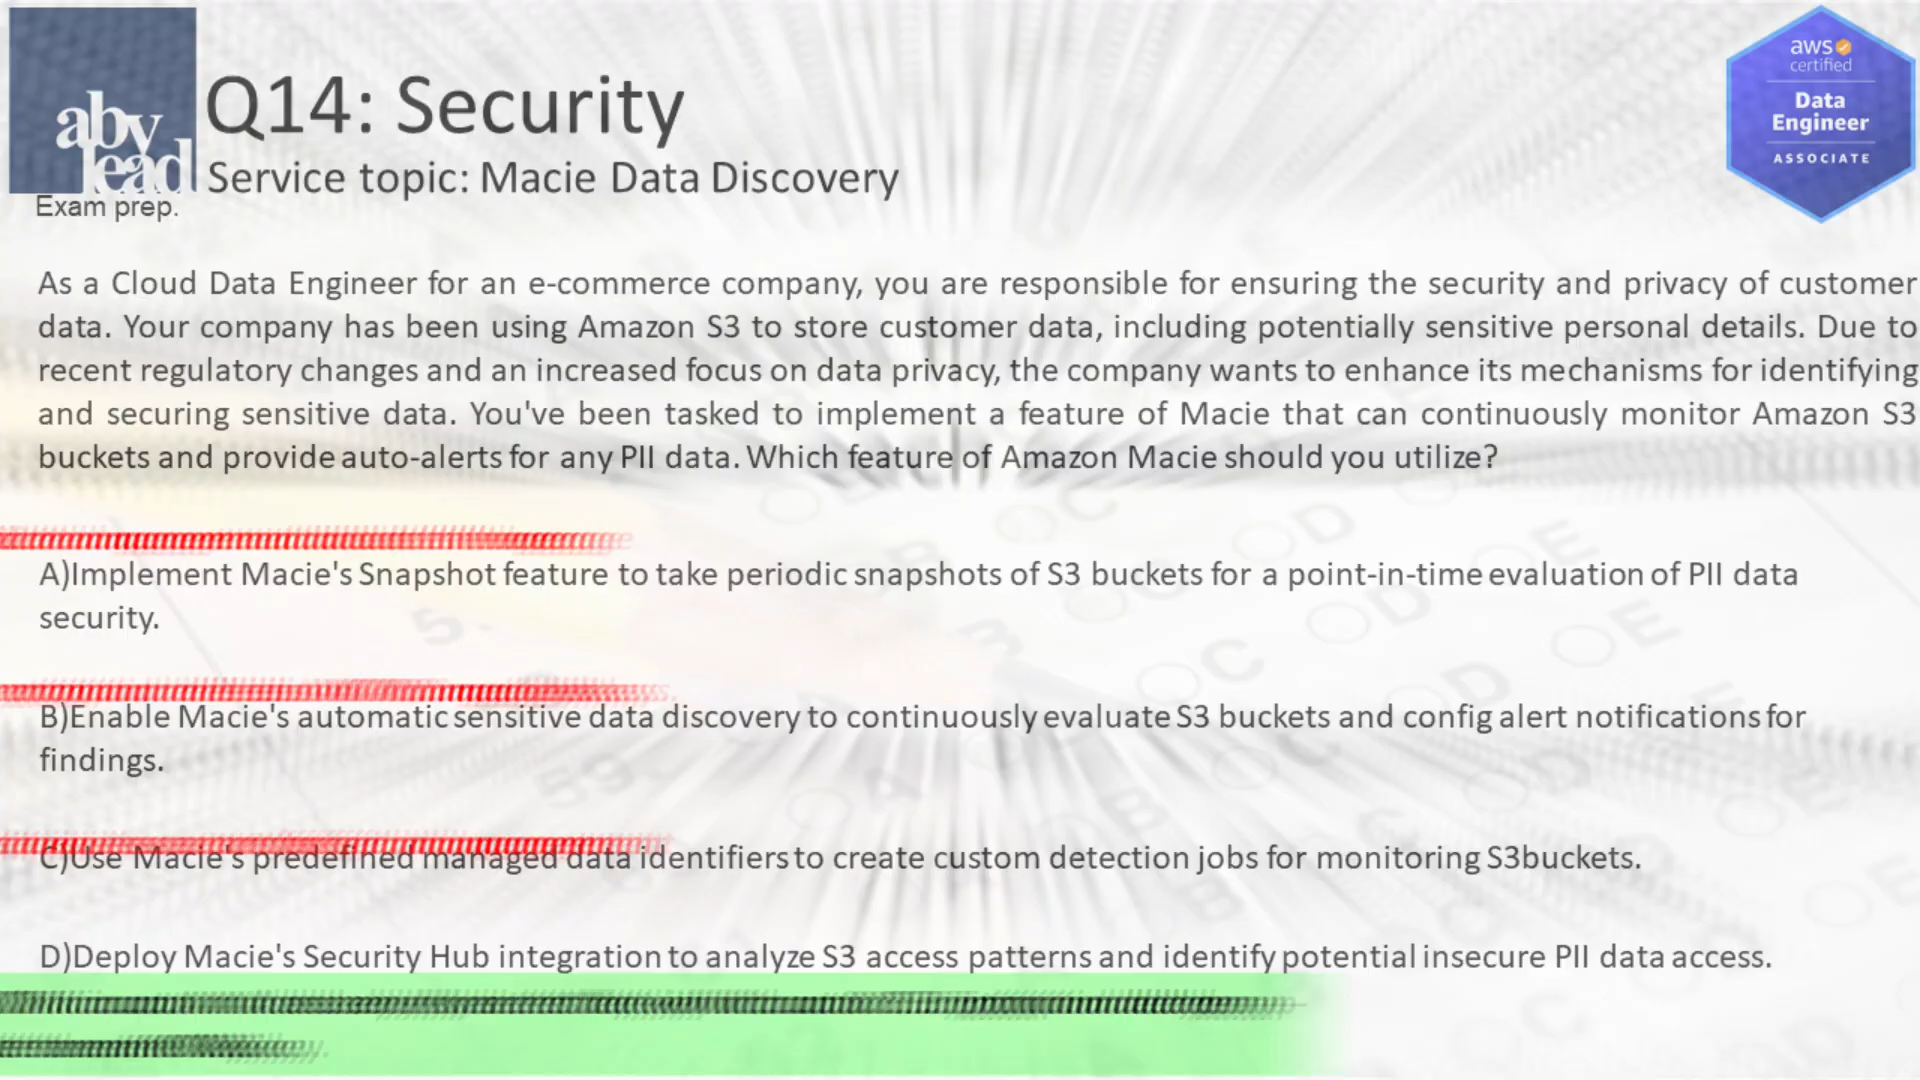 aby
lead
Exam prep.
Q14: Security
Service topic: Macie Data Discovery
aws
certified
Data
Engineer
ASSOCIATE
As a Cloud Data Engineer for an e-commerce company, you are responsible for ensuring the security and privacy of customer
data. Your company has been using Amazon S3 to store customer data, including potentially sensitive personal details. Due to
recent regulatory changes and an increased focus on data privacy, the company wants to enhance its mechanisms for identifying
and securing sensitive data. You've been tasked to implement a feature of Macie that can continuously monitor Amazon S3
buckets and provide auto-alerts for any PII data. Which feature of Amazon Macie should you utilize?
A)Implement Macie's Snapshot feature to take periodic snapshots of S3 buckets for a point-in-time evaluation of PII data
security.
B)Enable Macie's automatic sensitive data discovery to continuously evaluate S3 buckets and config alert notifications for
findings.
C)Use Macie's predefined managed data identifiers to create custom detection jobs for monitoring S3buckets.
D)Deploy Macie's Security Hub integration to analyze S3 access patterns and identify potential insecure PII data access.